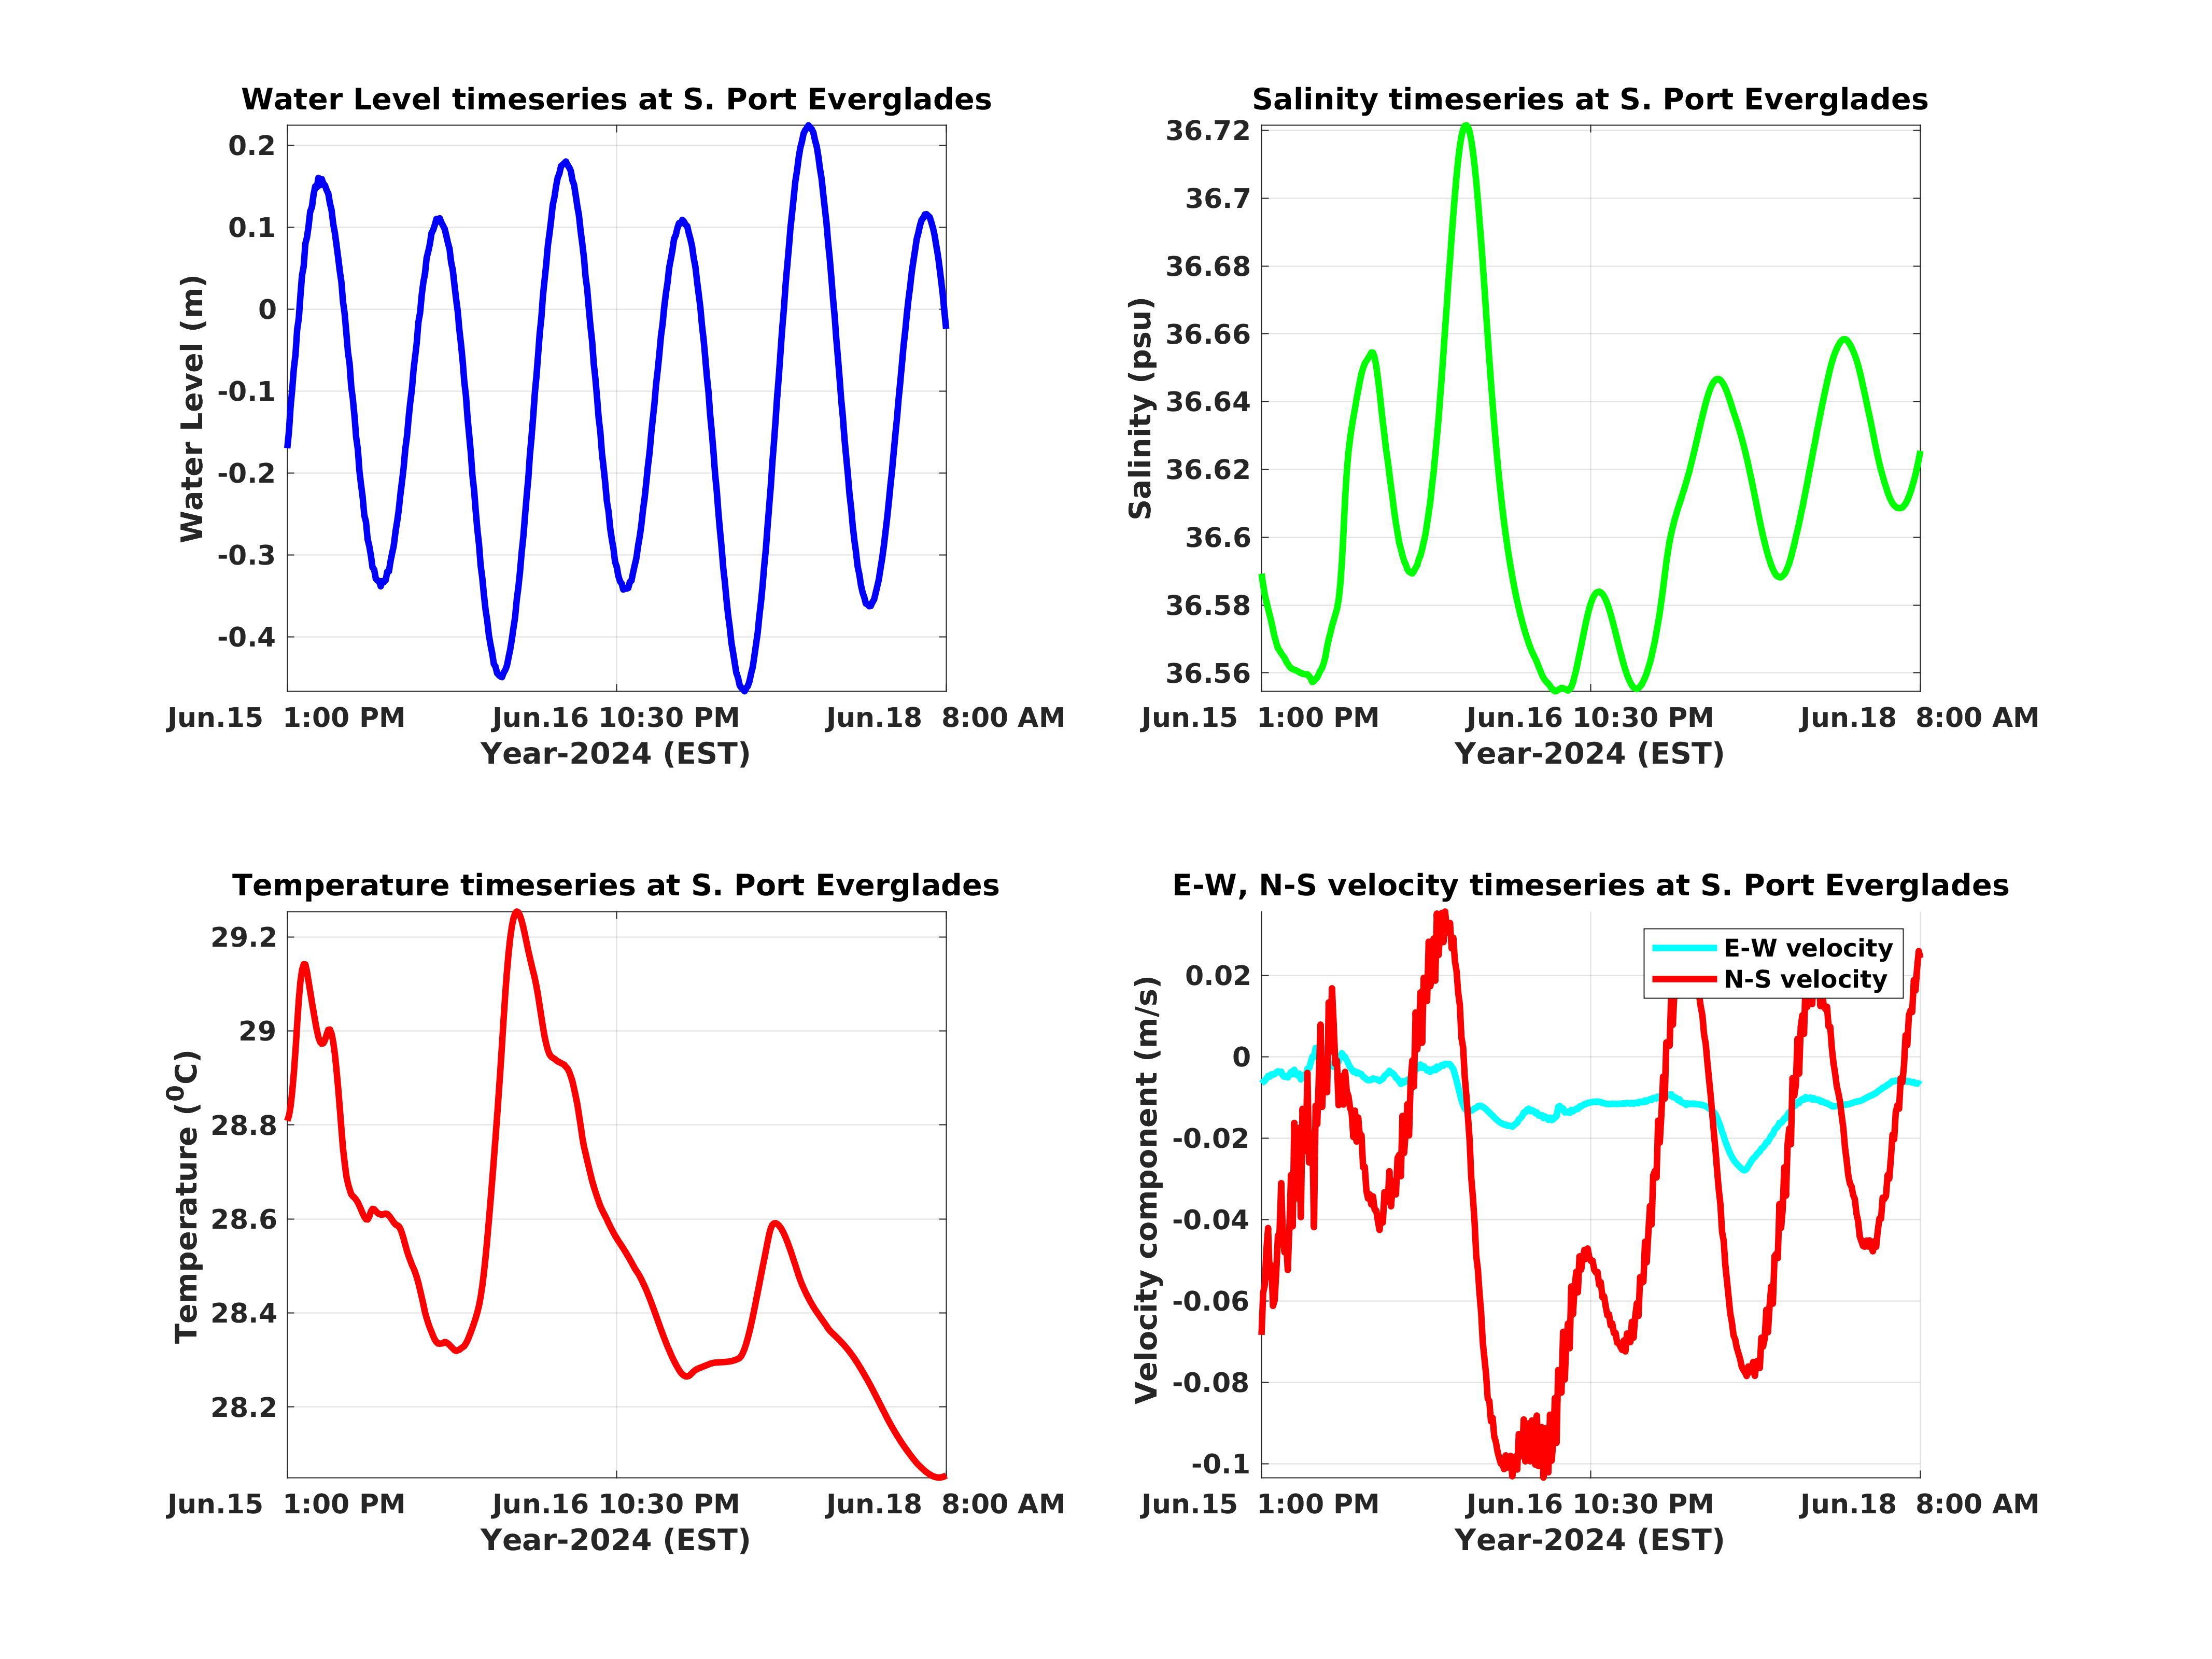 Water Level timeseries at S. Port Everglades
Water Level (m)
0.2
0.1
0
-0.1
-0.2
-0.3
-0.4
Jun.15 1:00 PM
Jun.16 10:30 PM
Jun.18 8:00 AM
Year-2024 (EST)
Salinity timeseries at S. Port Everglades
Salinity (psu)
36.72
36.7
36.68
36.66
36.64
36.62
36.6
36.58
36.56
Jun.15 1:00 PM
Jun.16 10:30 PM
Jun.18 8:00 AM
Year-2024 (EST)
Temperature timeseries at S. Port Everglades
Temperature (⁰C)
29.2
29
28.8
28.6
28.4
28.2
Jun.15 1:00 PM
Jun.16 10:30 PM
Jun.18 8:00 AM
Year-2024 (EST)
E-W, N-S velocity timeseries at S. Port Everglades
Velocity component (m/s)
E-W velocity
N-S velocity
0.02
0
-0.02
-0.04
-0.06
-0.08
-0.1
Jun.15 1:00 PM
Jun.16 10:30 PM
Jun.18 8:00 AM
Year-2024 (EST)